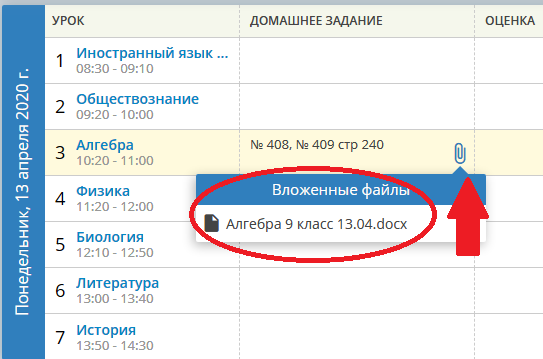 УРОК
ДОМАШНЕЕ ЗАДАНИЕ
ОЦЕНКА
Понедельник, 13 апреля 2020 г.
1 Иностранный язык ...
08:30 - 09:10
2 Обществознание
09:20 - 10:00
3 Алгебра
10:20 - 11:00
№ 408, № 409 стр 240
Вложенные файлы
Алгебра 9 класс 13.04.docx
4 Физика
11:20 - 12:00
5 Биология
12:10 - 12:50
6 Литература
13:00 - 13:40
7 История
13:50 - 14:30